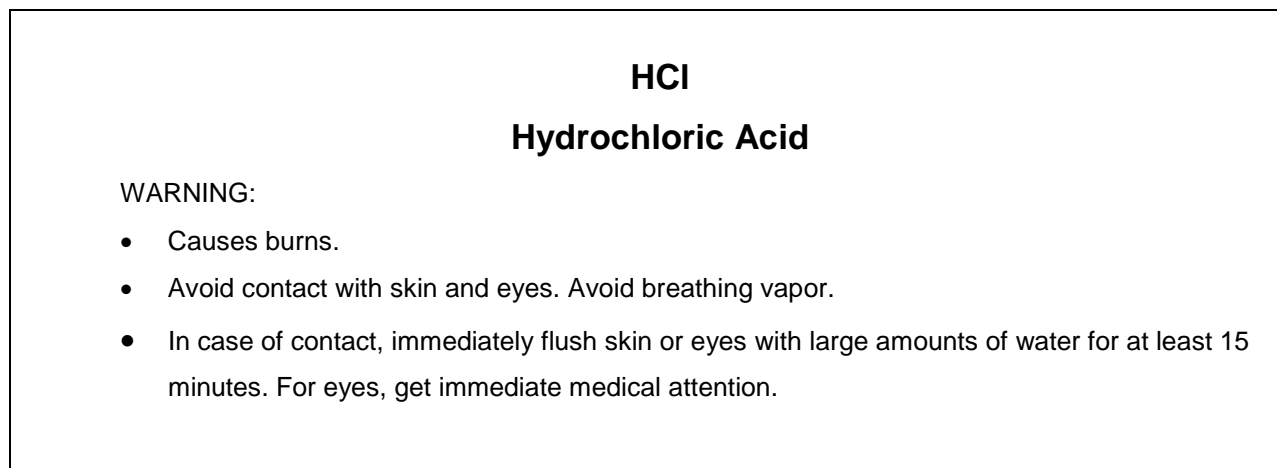 HCl
Hydrochloric Acid
WARNING:
• Causes burns.
• Avoid contact with skin and eyes. Avoid breathing vapor.
• In case of contact, immediately flush skin or eyes with large amounts of water for at least 15
minutes. For eyes, get immediate medical attention.